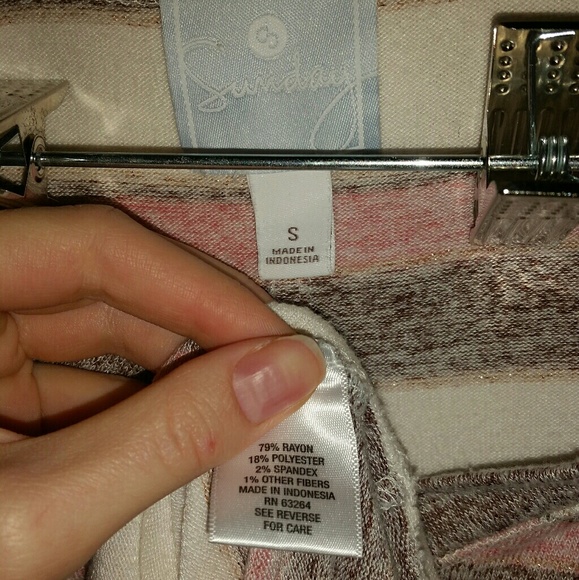 Sunday
S
MADE IN
INDONESIA
79% RAYON
18% POLYESTER
2% SPANDEX
1% OTHER FIBERS
MADE IN INDONESIA
RN 63264
SEE REVERSE
FOR CARE